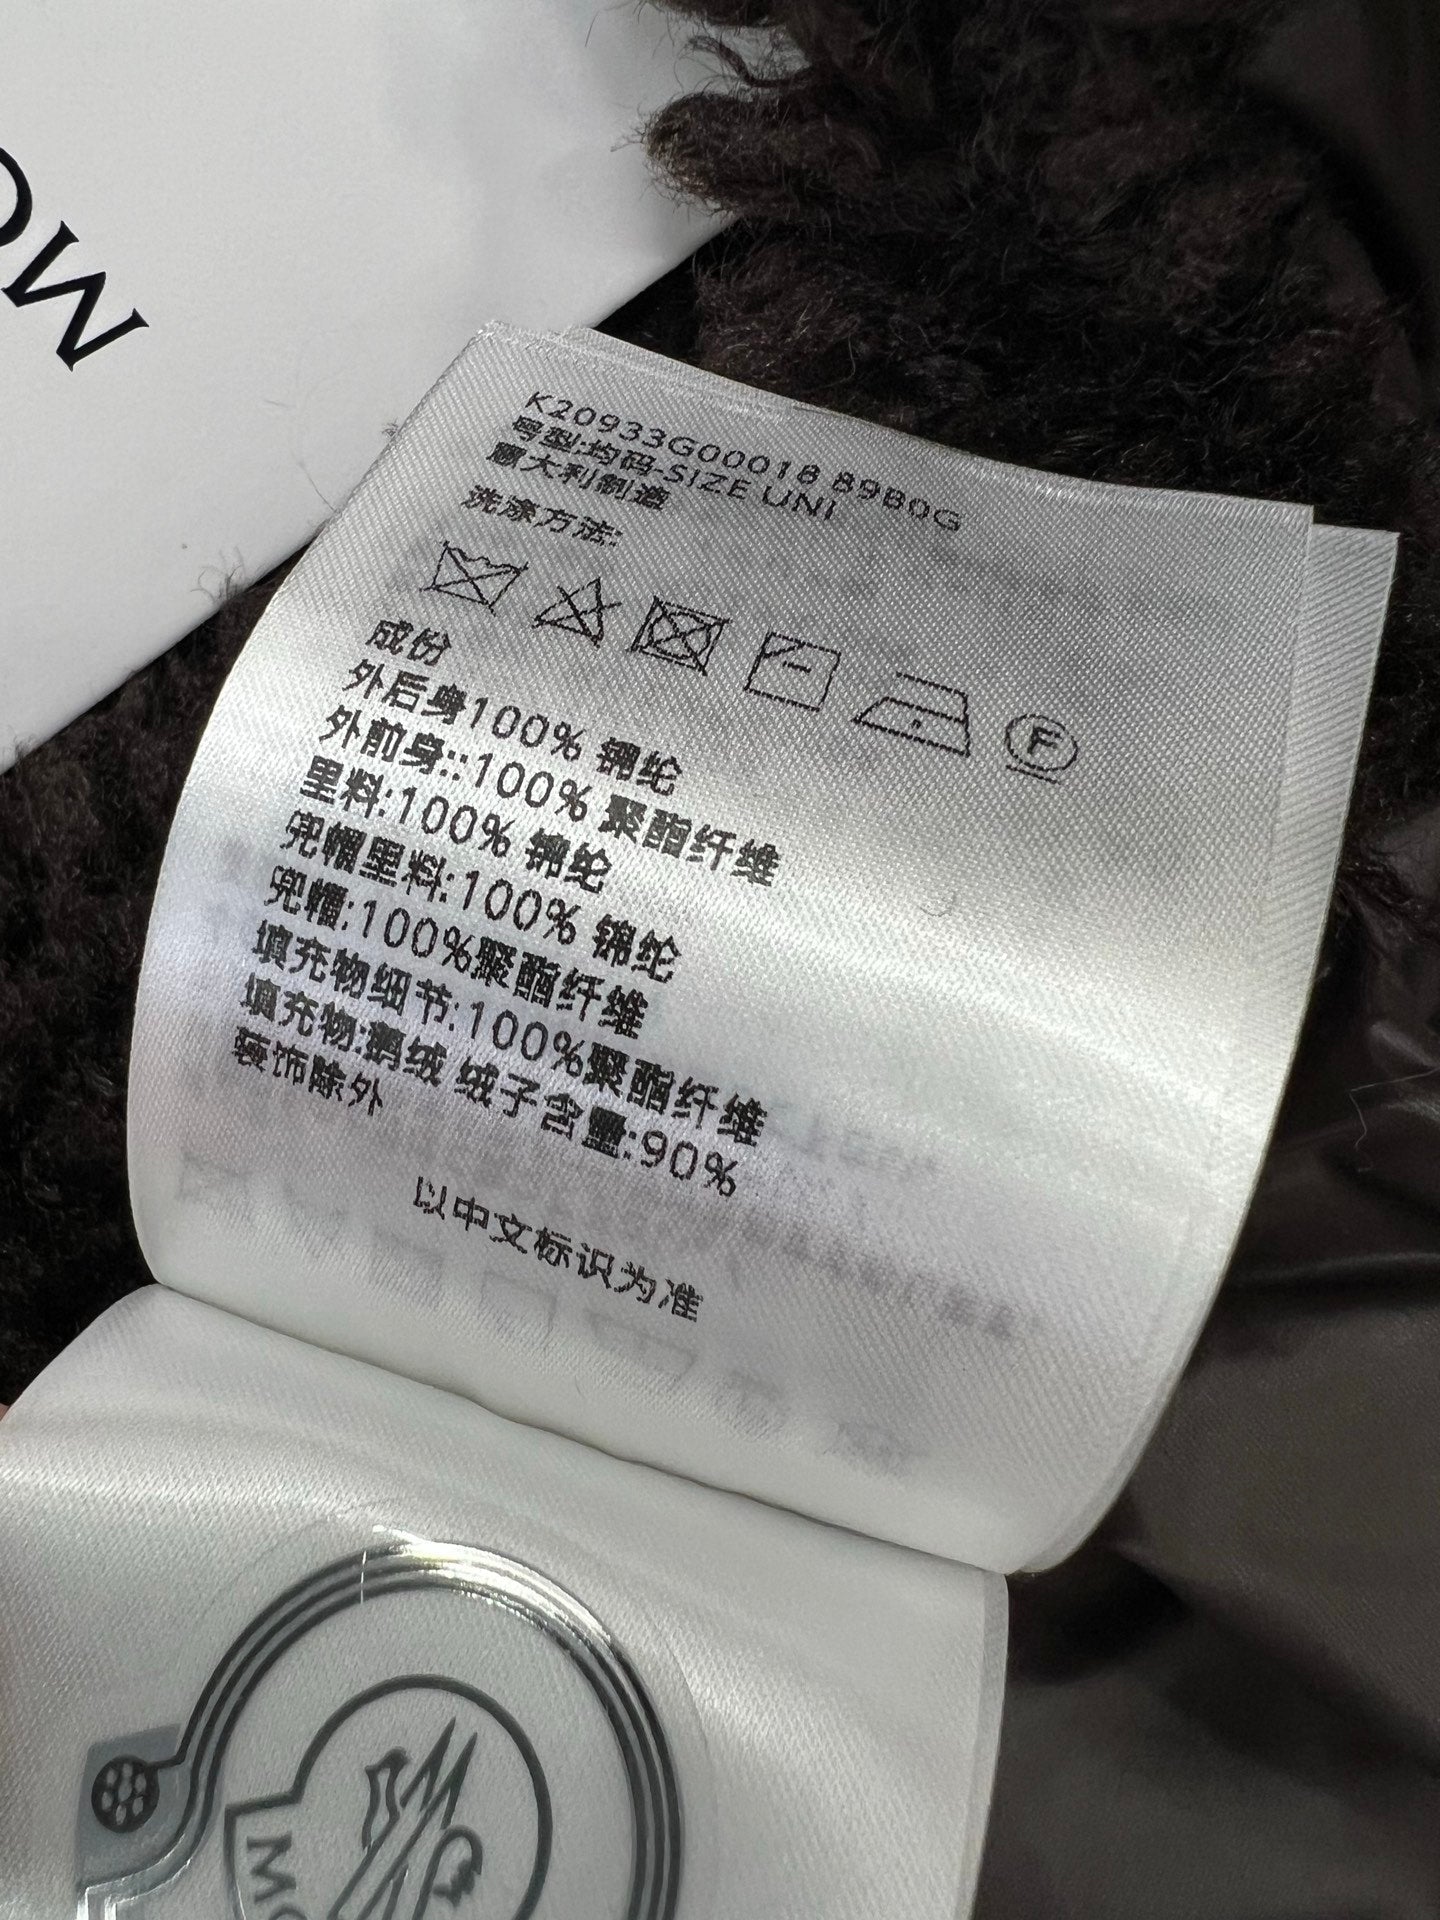 MO
K20933G00018 89B0G
号型:均码-SIZE UNI
意大利制造
洗涤方法:
F
成份
外后身100% 锦纶
外前身::100% 聚酯纤维
里料:100% 锦纶
兜帽里料:100% 锦纶
兜帽:100%聚酯纤维
填充物细节:100%聚酯纤维
填充物:鹅绒 绒子含量:90%
装饰除外
以中文标识为准
MO